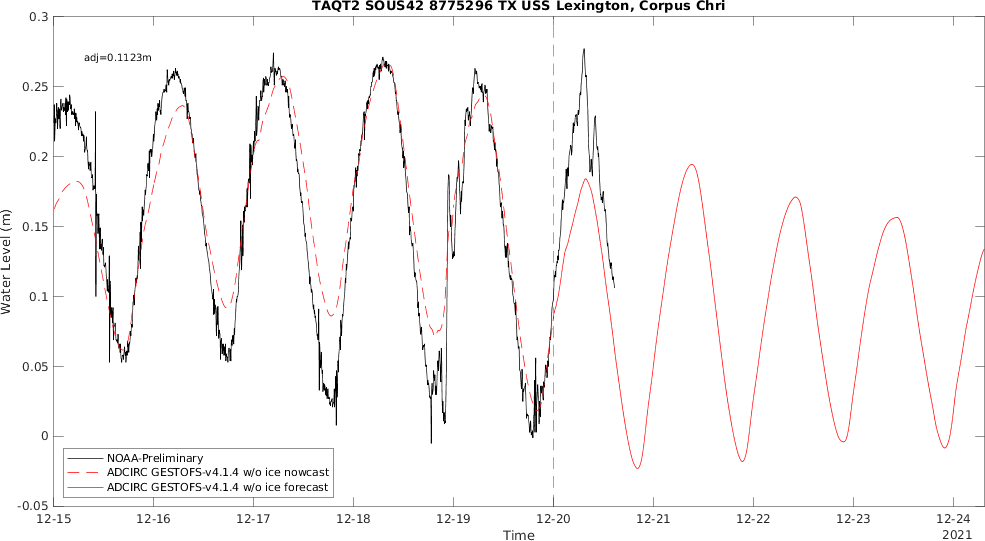 TAQT2 SOUS42 8775296 TX USS Lexington, Corpus Chri
adj=0.1123m
0.3
0.25
0.2
0.15
0.1
0.05
0
-0.05
Water Level (m)
NOAA-Preliminary
ADCIRC GESTOFS-v4.1.4 w/o ice nowcast
ADCIRC GESTOFS-v4.1.4 w/o ice forecast
12-15 12-16 12-17 12-18 12-19 12-20 12-21 12-22 12-23 12-24
Time
2021